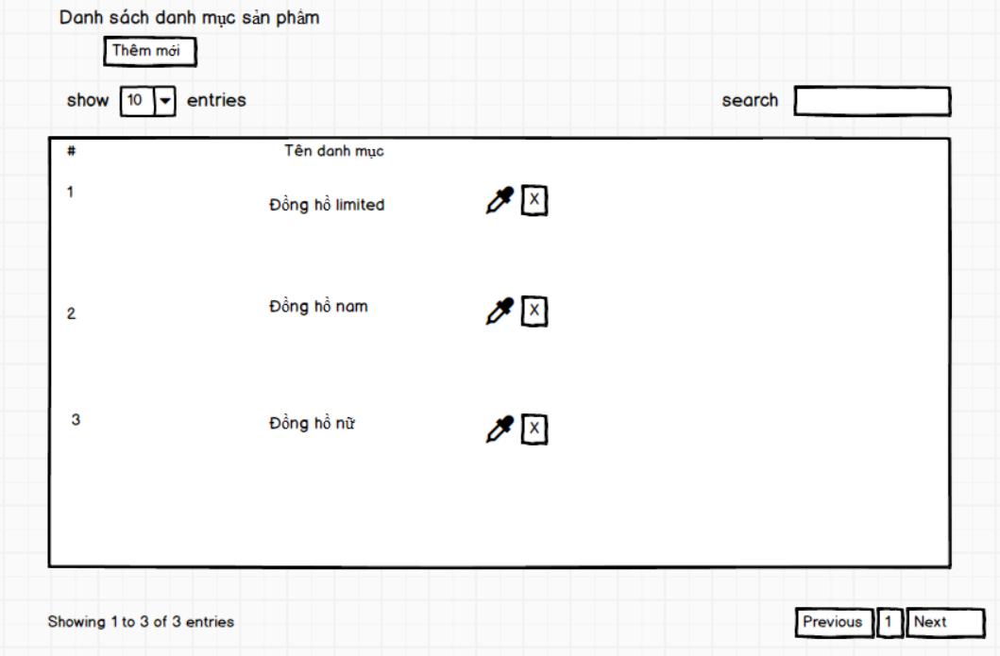 Danh sách danh mục sản phẩm
Thêm mới
show 10 entries search
# Tên danh mục
1 Đồng hồ limited X
2 Đồng hồ nam X
3 Đồng hồ nữ X
Showing 1 to 3 of 3 entries Previous 1 Next